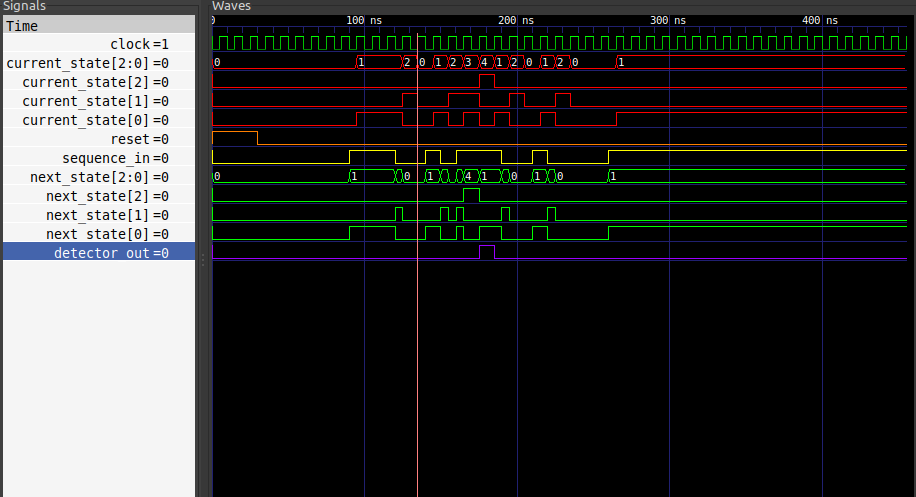 Signals
Waves
Time
0
100 ns
200 ns
300 ns
400 ns
clock=1
current_state[2:0]=0
0
1
2
0
1
2
3
4
1
2
0
1
2
0
1
current_state[2]=0
current_state[1]=0
current_state[0]=0
reset=0
sequence_in=0
next_state[2:0]=0
0
1
0
1
4
1
0
1
0
1
next_state[2]=0
next_state[1]=0
next_state[0]=0
detector_out=0